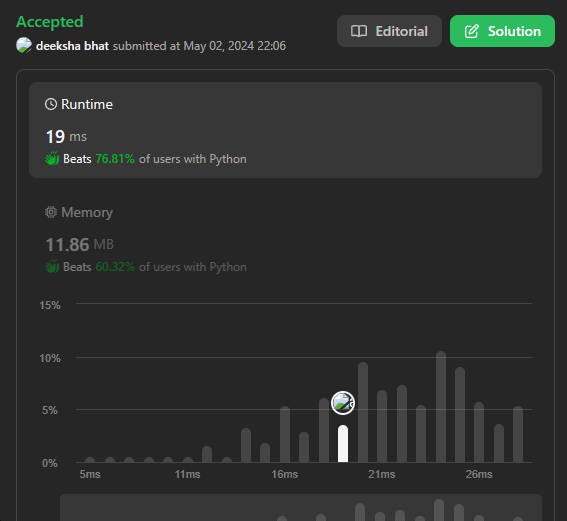 Accepted
deeksha bhat submitted at May 02, 2024 22:06
Editorial
Solution
Runtime
19 ms
Beats 76.81% of users with Python
Memory
11.86 MB
Beats 60.32% of users with Python
15%
10%
5%
0%
5ms 11ms 16ms 21ms 26ms